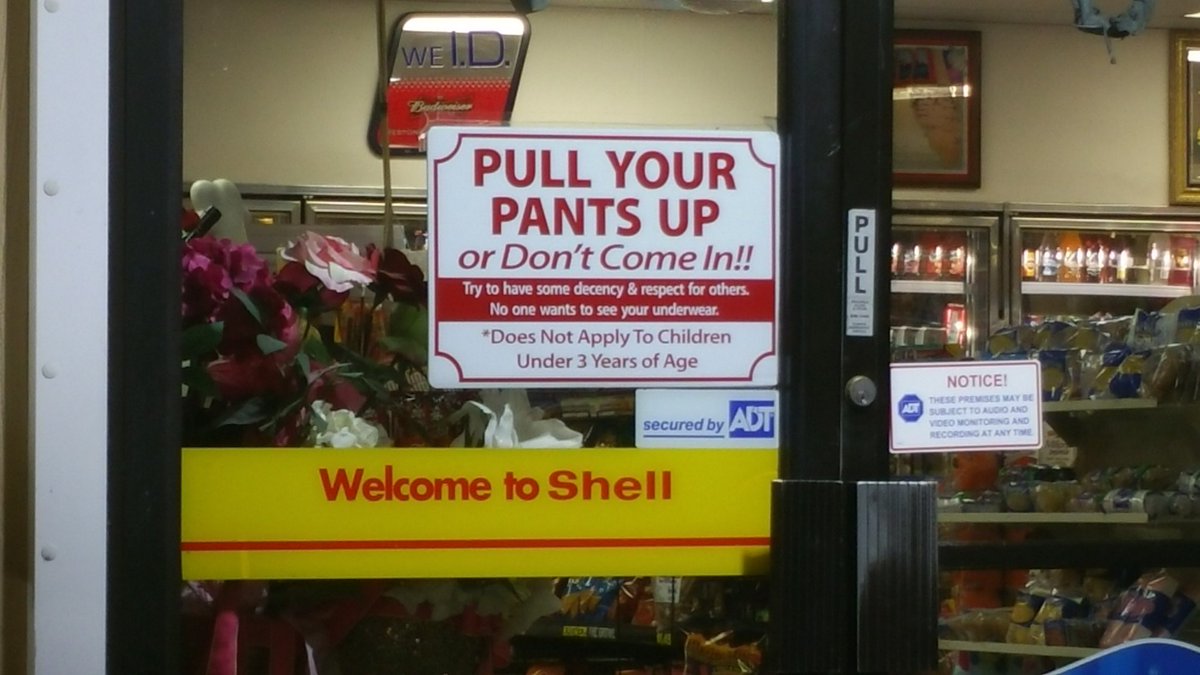 WE I.D.
Budweiser
PULL YOUR
PANTS UP
or Don't Come In!!
Try to have some decency & respect for others.
No one wants to see your underwear.
*Does Not Apply To Children
Under 3 Years of Age
secured by ADT
Welcome to Shell
PULL
NOTICE!
ADT
THESE PREMISES MAY BE
SUBJECT TO AUDIO AND
VIDEO MONITORING AND
RECORDING AT ANY TIME.